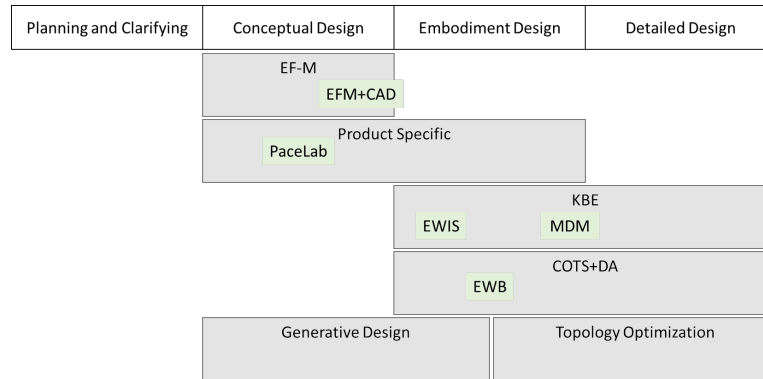 Planning and Clarifying
Conceptual Design
Embodiment Design
Detailed Design
EF-M
EFM+CAD
Product Specific
PaceLab
KBE
EWIS
MDM
COTS+DA
EWB
Generative Design
Topology Optimization